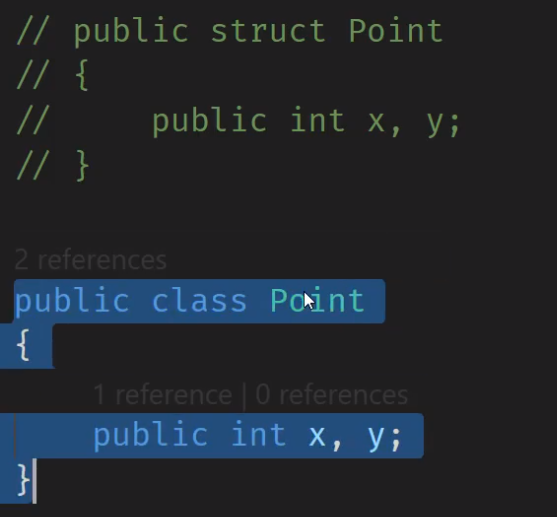 // public struct Point
// {
//     public int x, y;
// }
2 references
public class Point
{
1 reference | 0 references
    public int x, y;
}